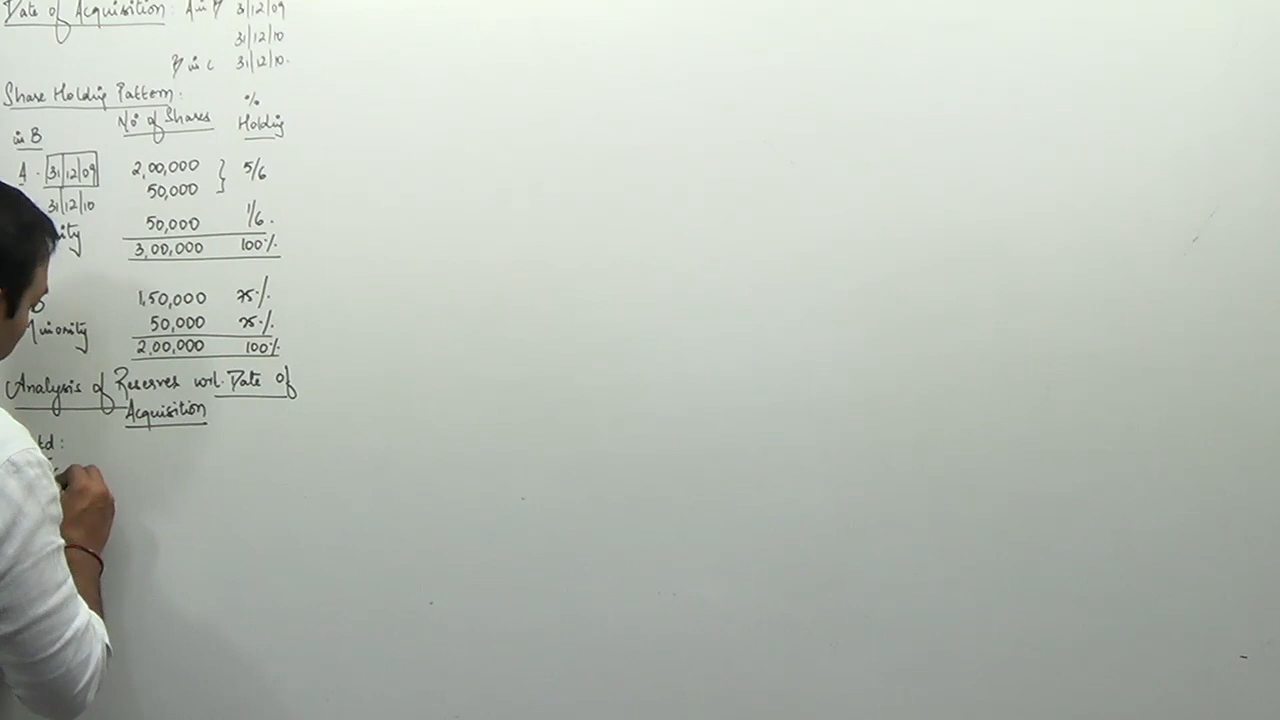 Date of Acquisition: A in B 31/12/09
31/12/10
B in C 31/12/10.
Share Holding Pattern:
No of Shares % Holding
in B
A - 31/12/09 2,00,000 } 5/6
31/12/10 50,000
ity 50,000 1/6.
3,00,000 100%
1,50,000 75%
Minority 50,000 25%
2,00,000 100%
Analysis of Reserves wrt. Date of
Acquisition
td: